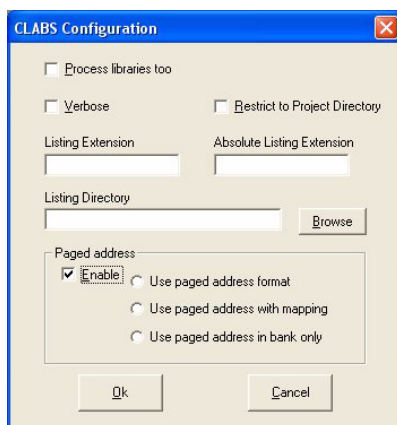 CLABS Configuration
Process libraries too
Verbose
Restrict to Project Directory
Listing Extension
Absolute Listing Extension
Listing Directory
Browse
Paged address
Enable
Use paged address format
Use paged address with mapping
Use paged address in bank only
Ok
Cancel